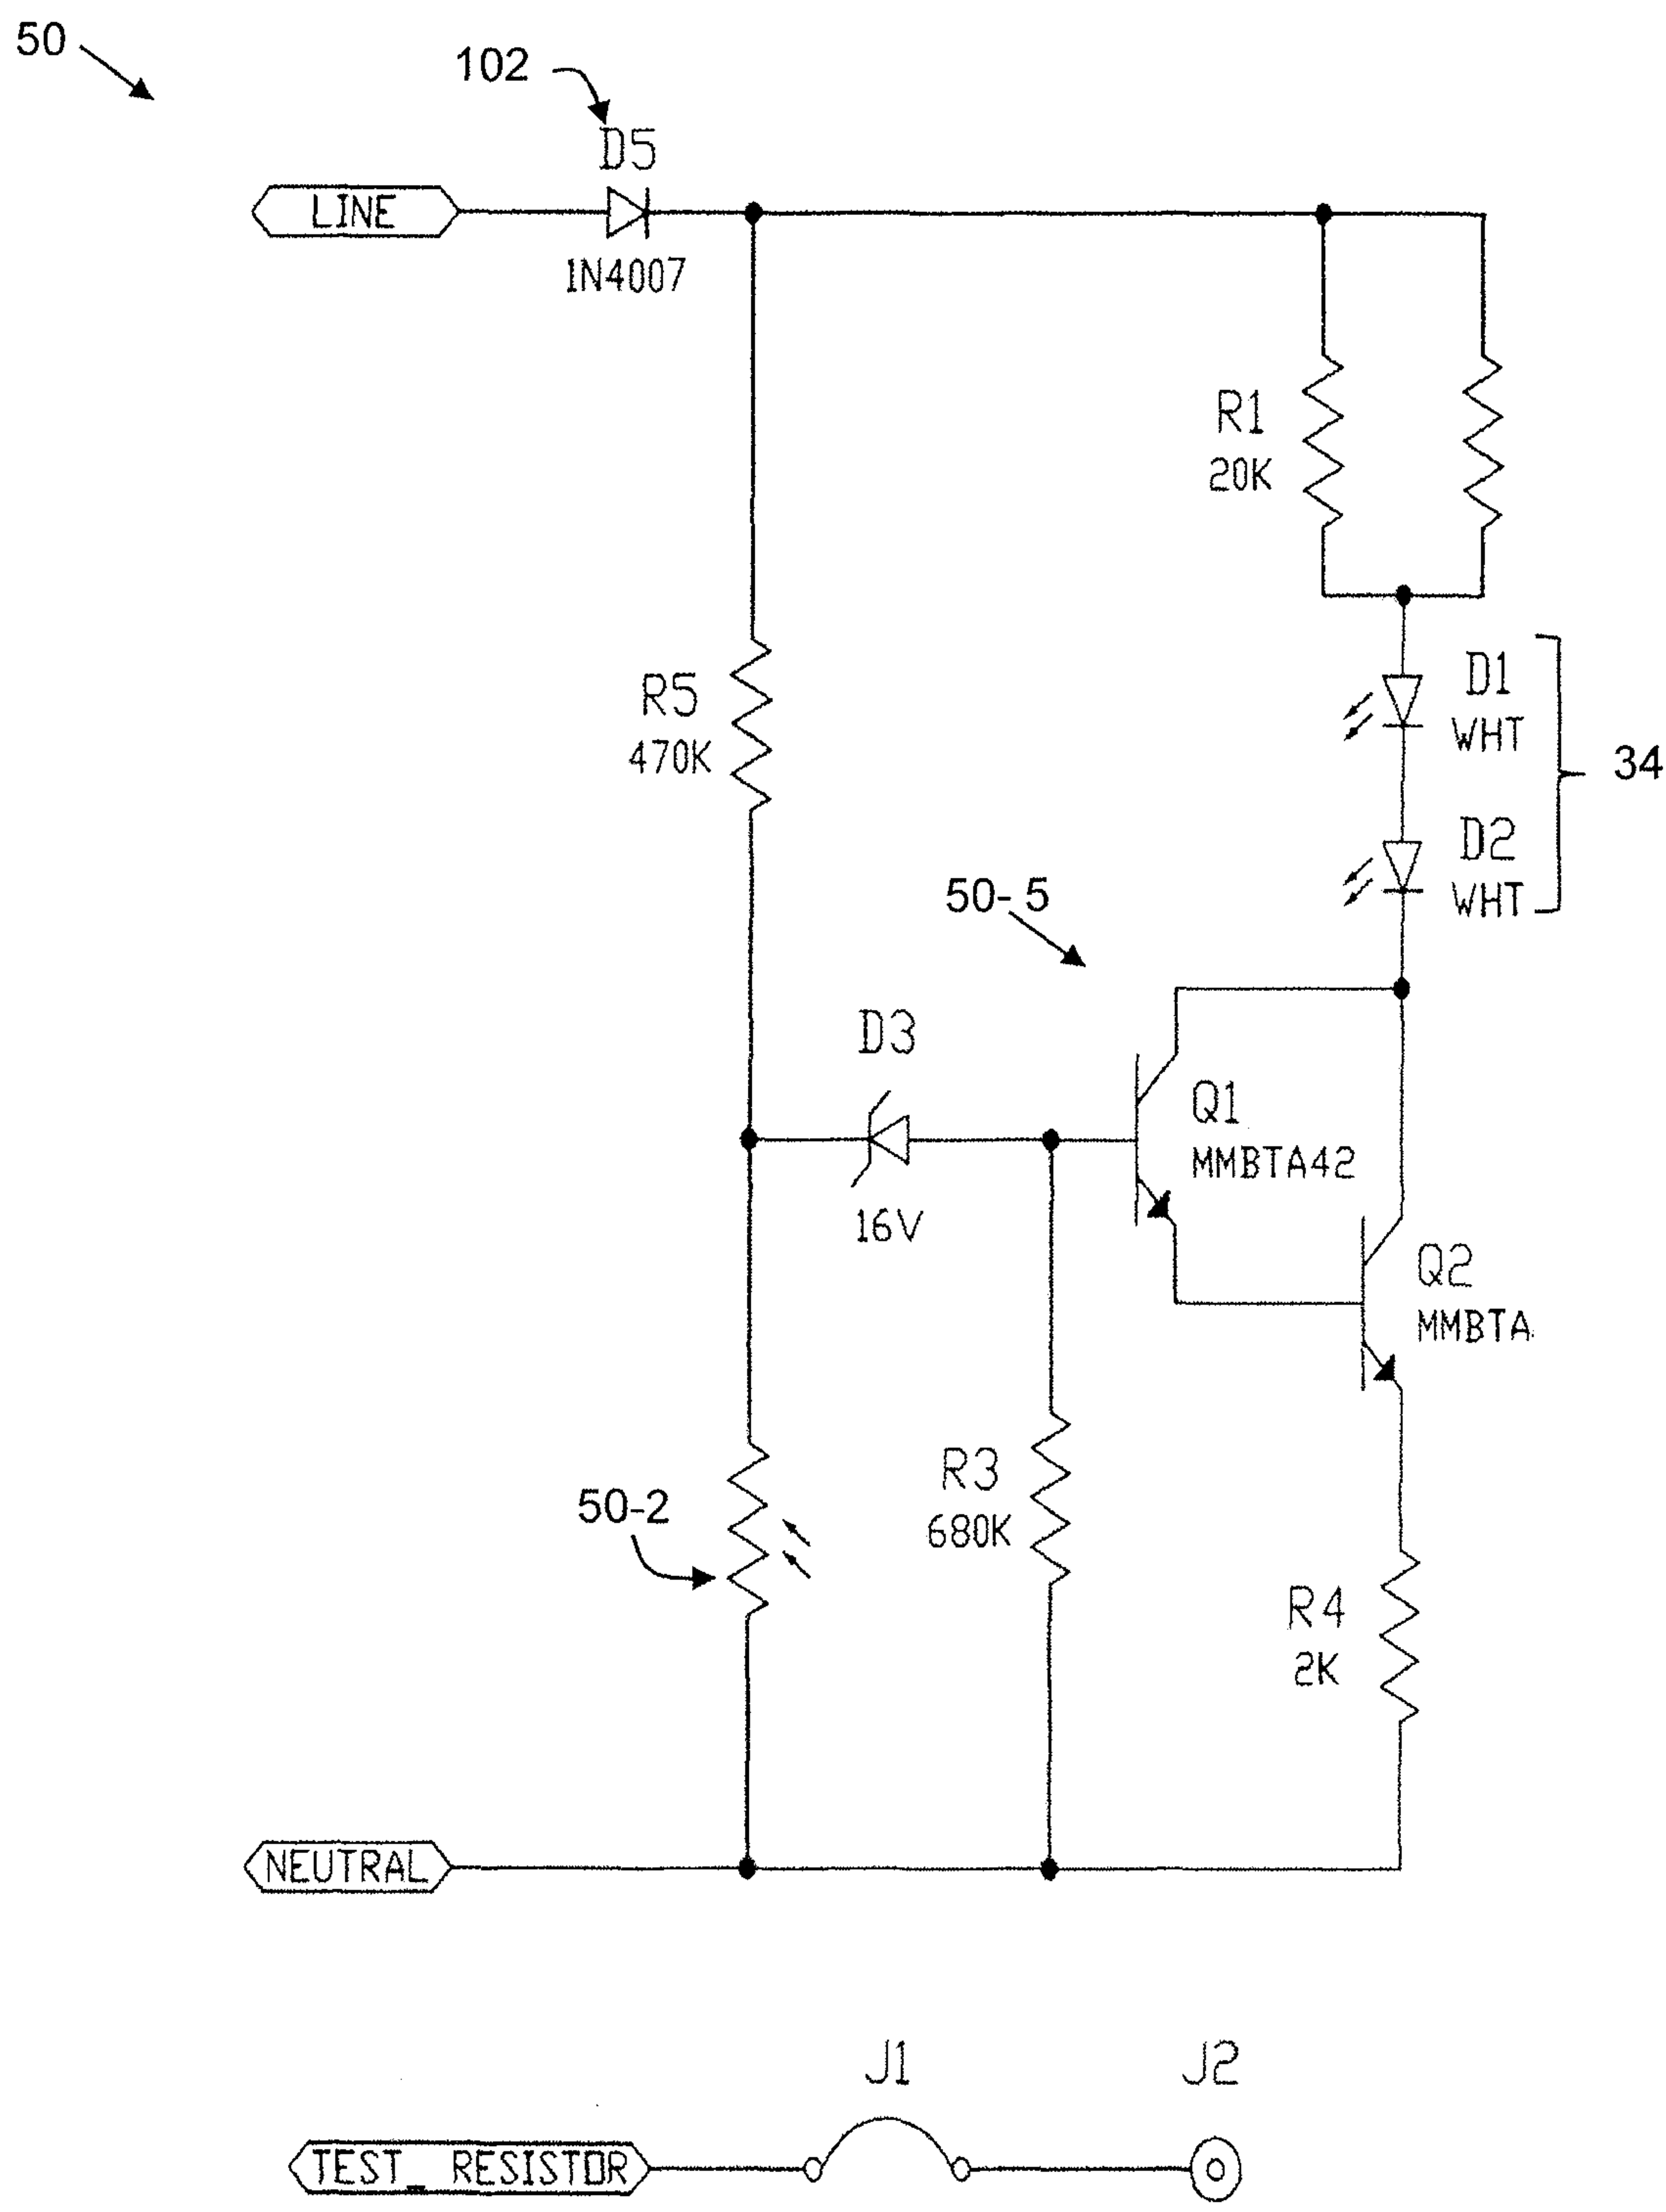 50
102
D5
LINE
1N4007
R1
20K
R5
470K
D1
WHT
34
D2
WHT
50-5
D3
16V
Q1
MMBTA42
Q2
MMBTA
50-2
R3
680K
R4
2K
NEUTRAL
J1
J2
TEST_ RESISTOR